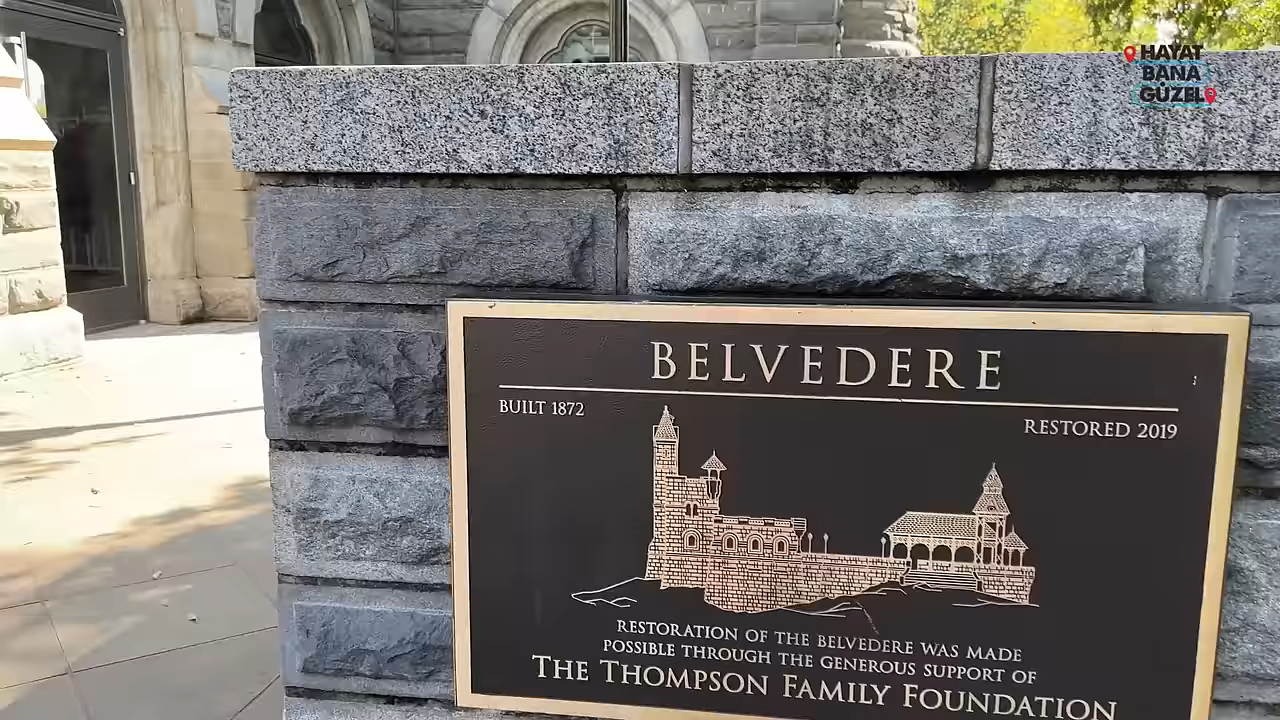 HAYAT
BANA
GÜZEL
BELVEDERE
BUILT 1872
RESTORED 2019
RESTORATION OF THE BELVEDERE WAS MADE
POSSIBLE THROUGH THE GENEROUS SUPPORT OF
THE THOMPSON FAMILY FOUNDATION